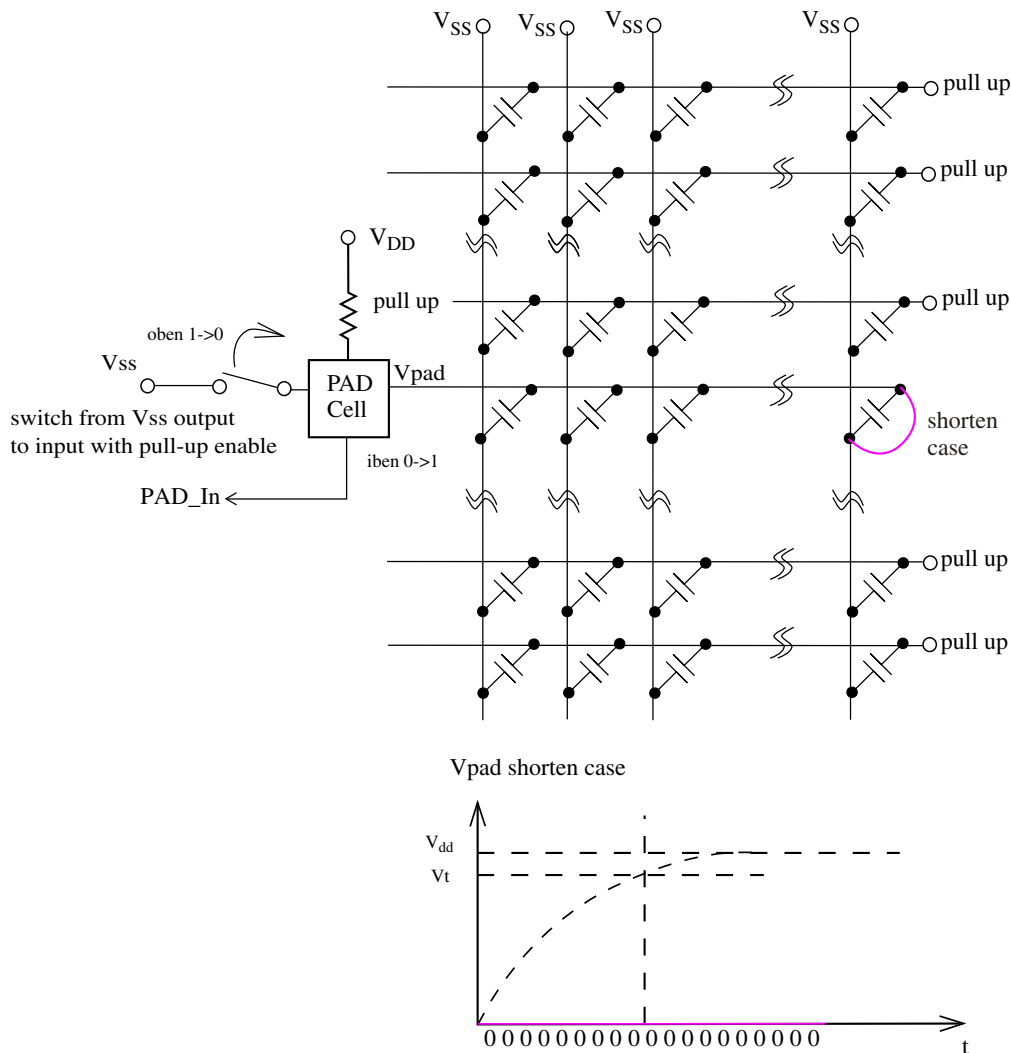 VSS VSS VSS VSS
pull up
pull up
VDD
pull up
pull up
oben 1->0
Vss
PAD
Cell
Vpad
switch from Vss output
to input with pull-up enable
shorten
case
iben 0->1
PAD_In
pull up
pull up
Vpad shorten case
Vdd
Vt
0 0 0 0 0 0 0 0 0 0 0 0 0 0 0 0 0 0 0
t